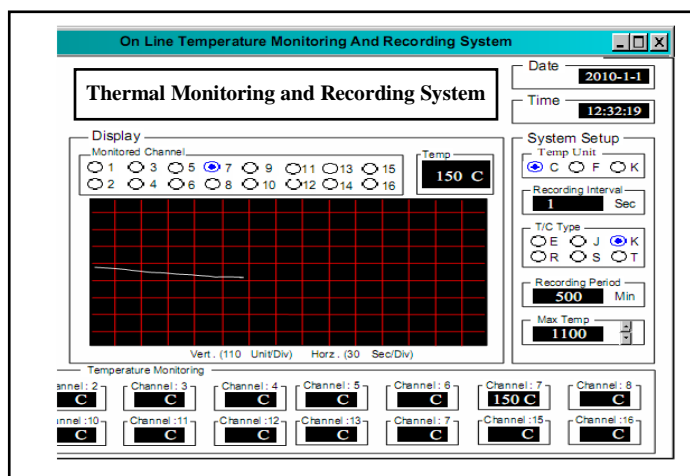 On Line Temperature Monitoring And Recording System
Thermal Monitoring and Recording System
Date
2010-1-1
Time
12:32:19
Display
Monitored Channel
1 3 5 7 9 11 13 15
2 4 6 8 10 12 14 16
Temp
150 C
System Setup
Temp Unit
C F K
Recording Interval
1 Sec
T/C Type
E J K
R S T
Recording Period
500 Min
Max Temp
1100
Vert. (110 Unit/Div) Horz. (30 Sec/Div)
Temperature Monitoring
annel: 2 Channel: 3 Channel: 4 Channel: 5 Channel: 6 Channel: 7 Channel: 8
C C C C C 150 C C
nnel :10 Channel :11 Channel :12 Channel :13 Channel: 7 Channel :15 Channel :16
C C C C C C C